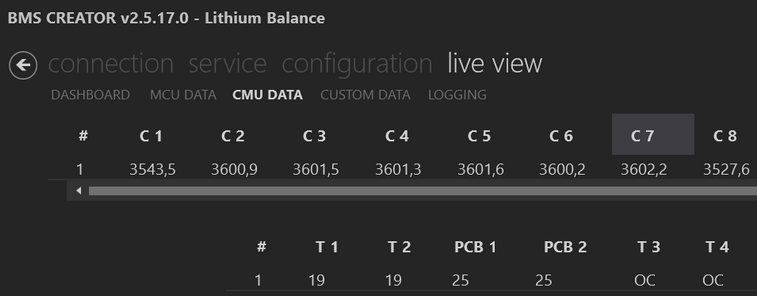 BMS CREATOR v2.5.17.0 - Lithium Balance
connection service configuration live view
DASHBOARD MCU DATA CMU DATA CUSTOM DATA LOGGING
# C 1 C 2 C 3 C 4 C 5 C 6 C 7 C 8
1 3543,5 3600,9 3601,5 3601,3 3601,6 3600,2 3602,2 3527,6
# T 1 T 2 PCB 1 PCB 2 T 3 T 4
1 19 19 25 25 OC OC